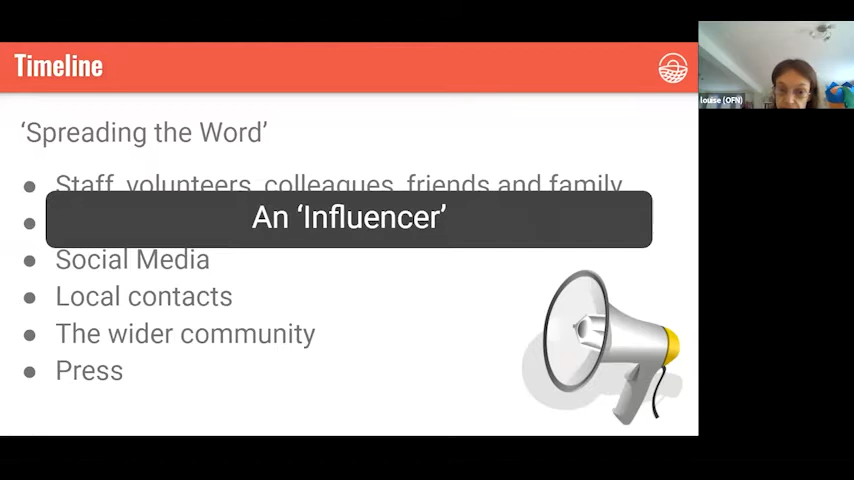 Timeline
louise (OFN)
'Spreading the Word'
Staff, volunteers, colleagues, friends and family
An 'Influencer'
Social Media
Local contacts
The wider community
Press